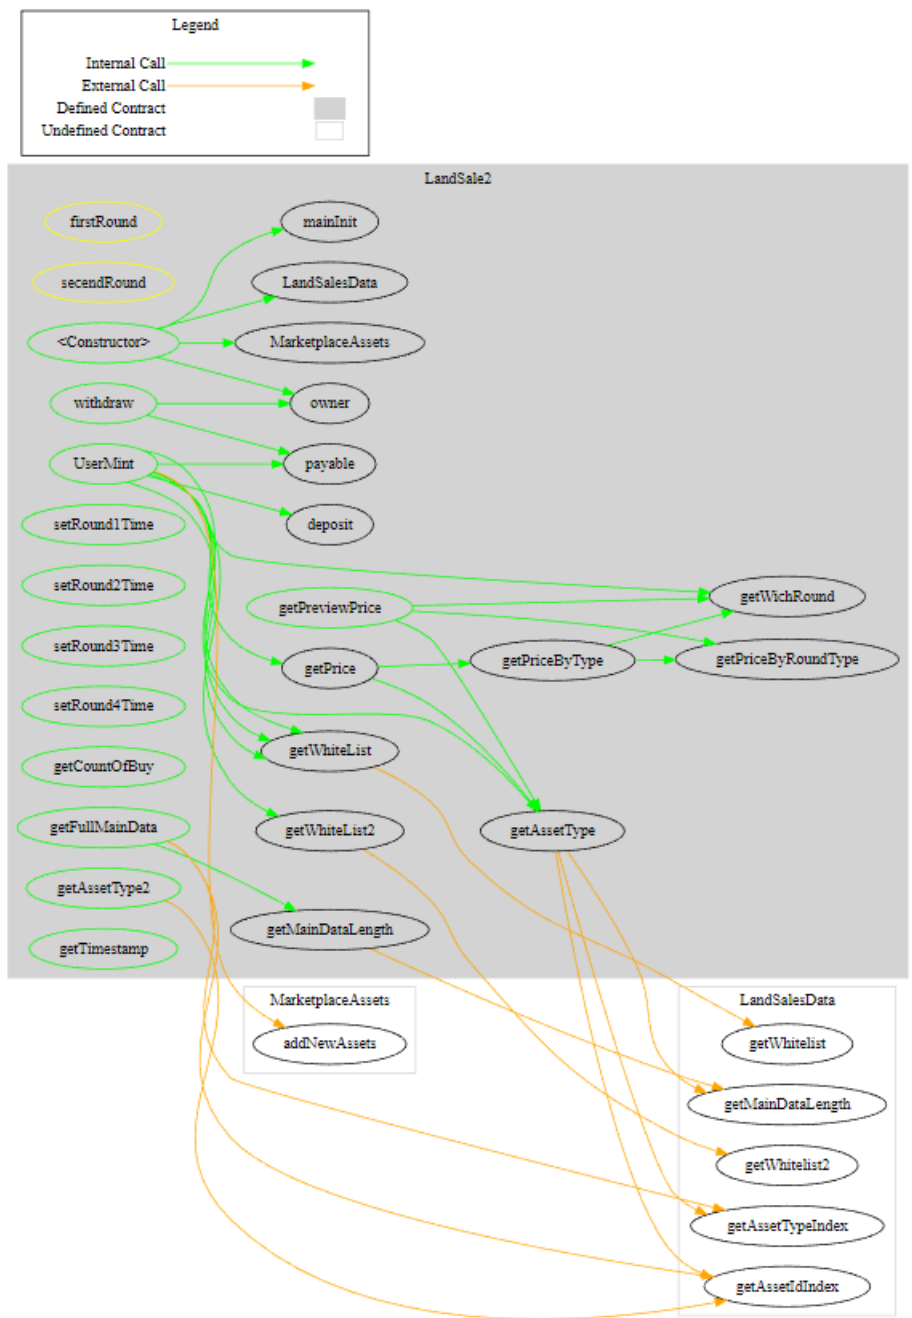 Legend
Internal Call
External Call
Defined Contract
Undefined Contract
LandSale2
firstRound
mainInit
secendRound
LandSalesData
<Constructor>
MarketplaceAssets
withdraw
owner
UserMint
payable
setRound1Time
deposit
setRound2Time
getPreviewPrice
getWichRound
setRound3Time
getPrice
getPriceByType
getPriceByRoundType
setRound4Time
getWhiteList
getCountOfBuy
getFullMainData
getWhiteList2
getAssetType
getAssetType2
getMainDataLength
getTimestamp
MarketplaceAssets
addNewAssets
LandSalesData
getWhitelist
getMainDataLength
getWhitelist2
getAssetTypeIndex
getAssetIdIndex